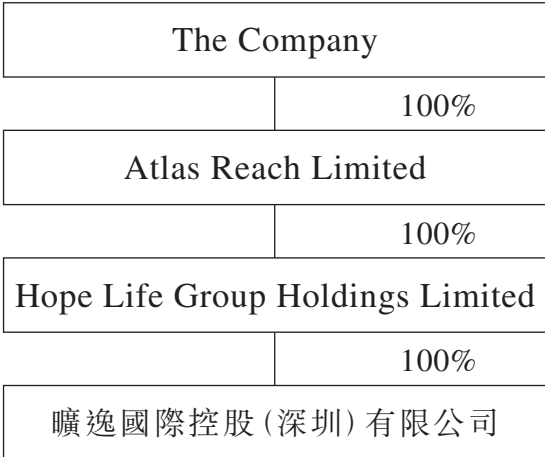 The Company
100%
Atlas Reach Limited
100%
Hope Life Group Holdings Limited
100%
曠逸國際控股(深圳)有限公司